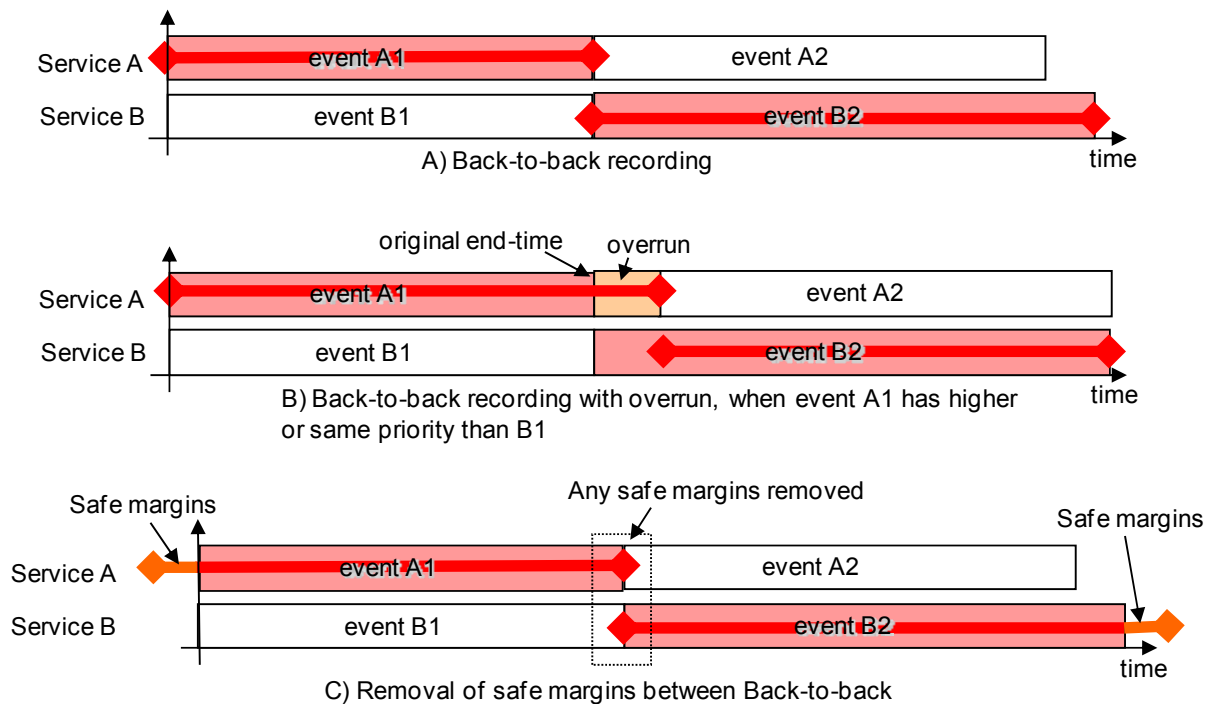 Service A
event A1
event A2
Service B
event B1
event B2
time
A) Back-to-back recording
original end-time
overrun
Service A
event A1
event A2
Service B
event B1
event B2
time
B) Back-to-back recording with overrun, when event A1 has higher
or same priority than B1
Safe margins
Any safe margins removed
Safe margins
Service A
event A1
event A2
Service B
event B1
event B2
time
C) Removal of safe margins between Back-to-back